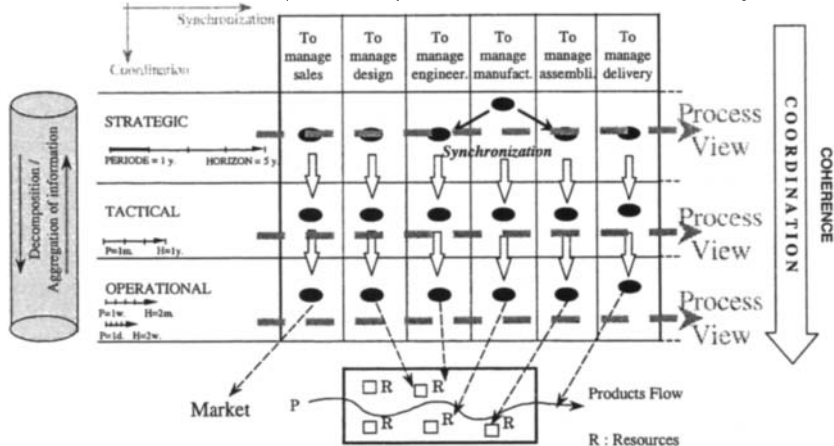 Synchronization
Coordination
To manage sales
To manage design
To manage engineer.
To manage manufact.
To manage assembli.
To manage delivery
STRATEGIC
PERIODE = 1 y. HORIZON = 5 y.
Synchronization
Process View
TACTICAL
P=1m. H=1y.
Process View
OPERATIONAL
P=1w. H=2m.
P=1d. H=2w.
Process View
Decomposition /
Aggregation of information
COORDINATION
COHERENCE
Market
P
R
R
R
R
R
Products Flow
R : Resources